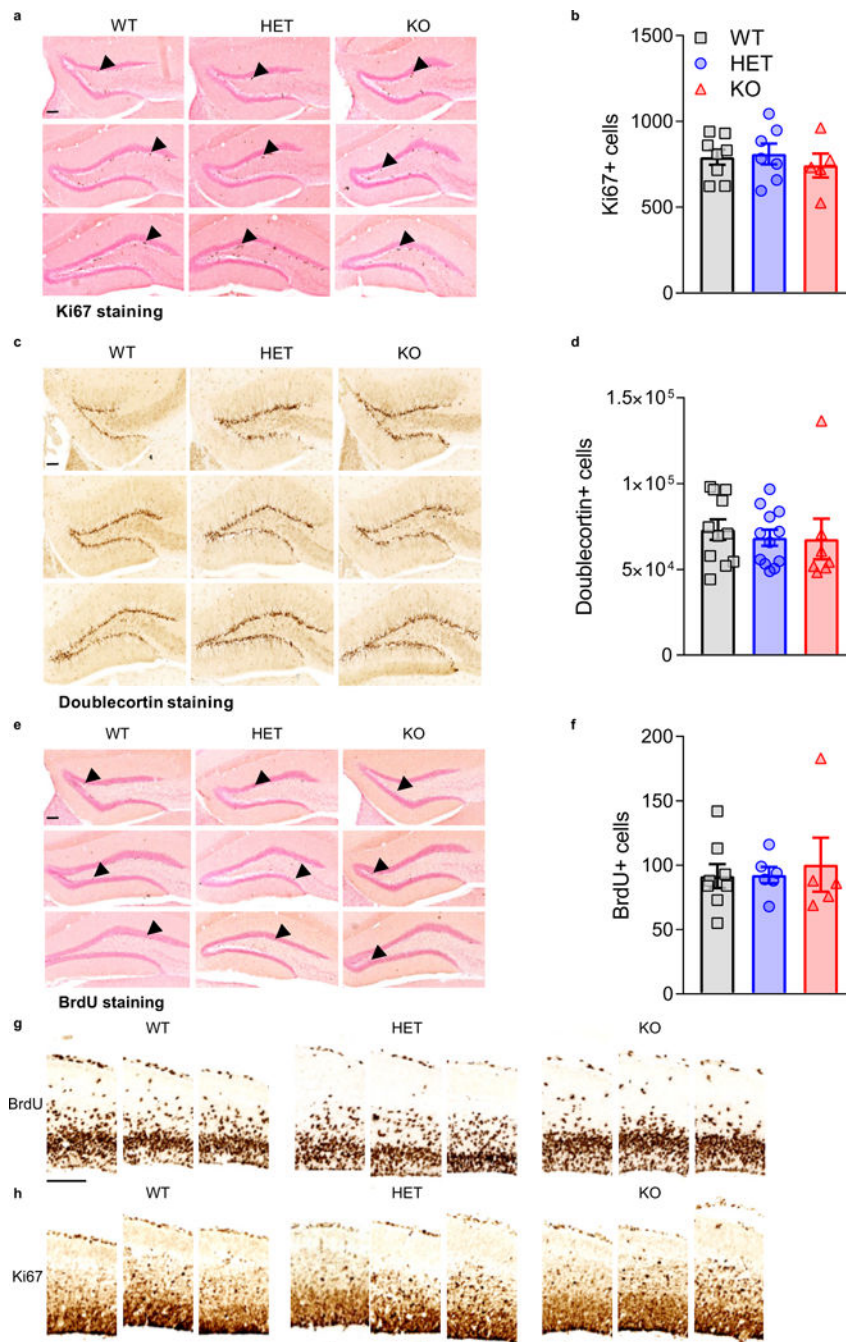 a
WT HET KO
Ki67 staining
b
WT
HET
KO
1500
1000
500
0
Ki67+ cells
c
WT HET KO
Doublecortin staining
d
1.5×10⁵
1×10⁵
5×10⁴
0
Doublecortin+ cells
e
WT HET KO
BrdU staining
f
200
150
100
50
0
BrdU+ cells
g
WT HET KO
BrdU
h
WT HET KO
Ki67